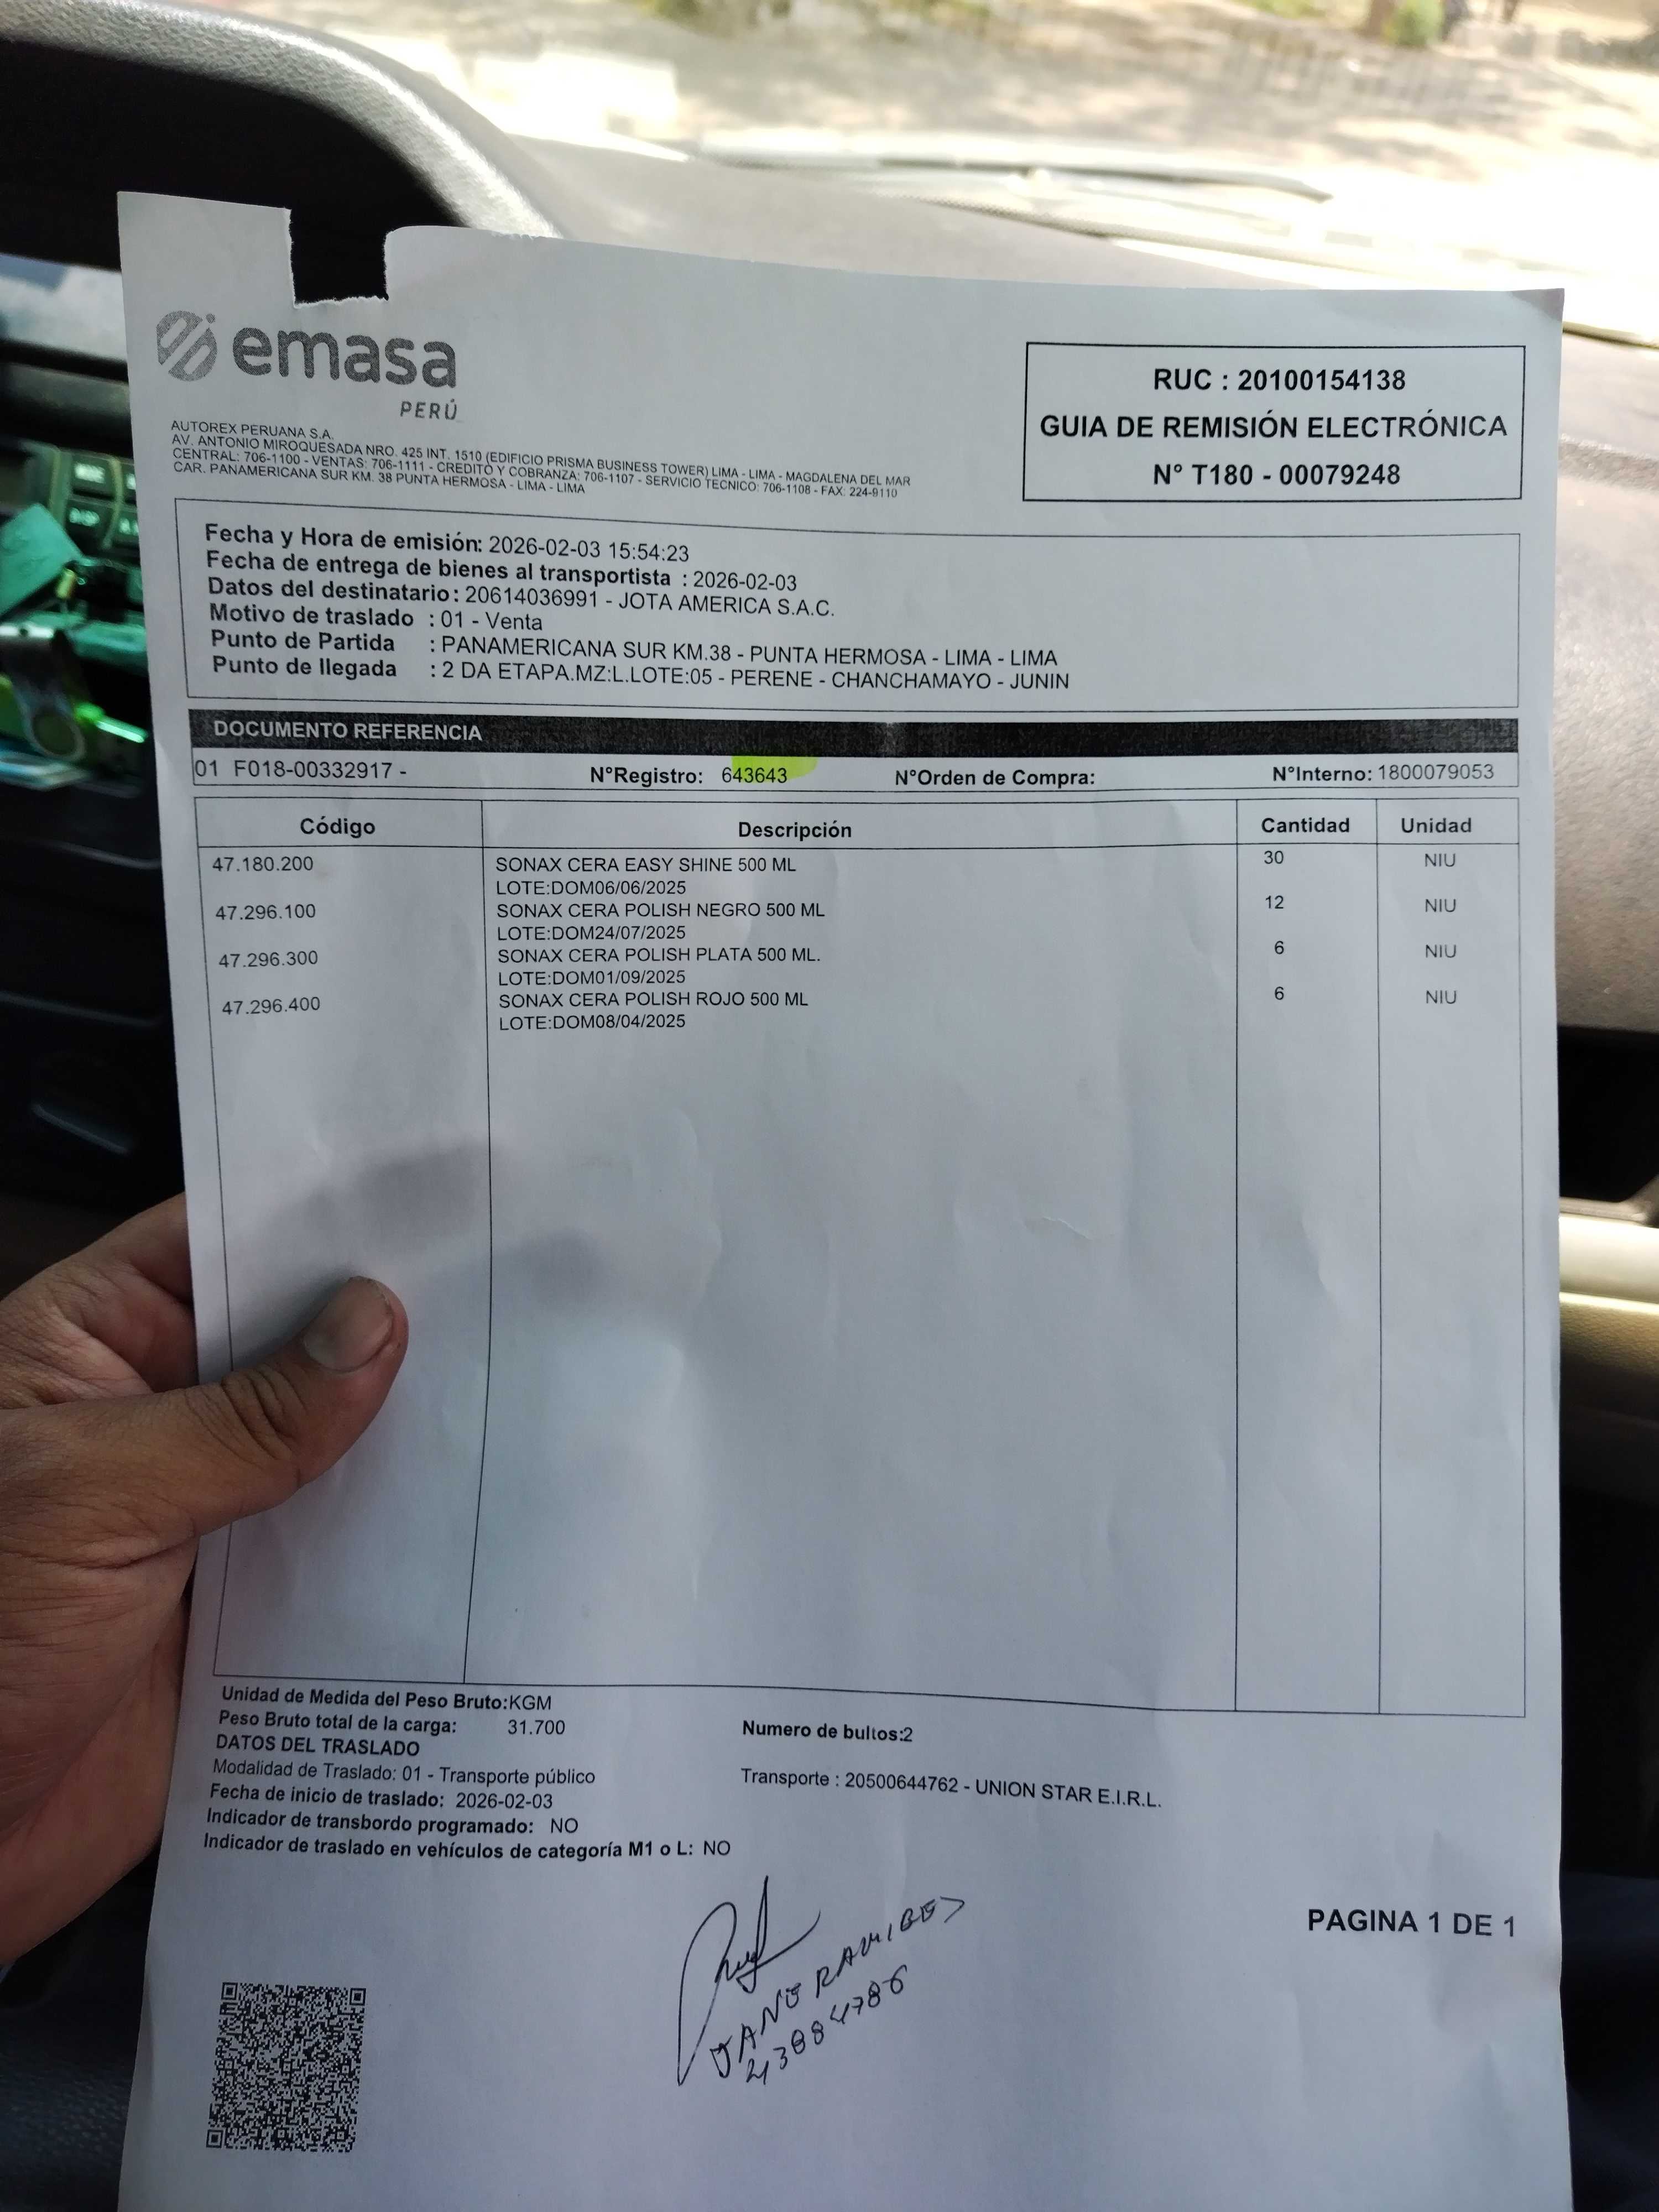 emasa
PERÚ
AUTOREX PERUANA S.A.
AV. ANTONIO MIROQUESADA NRO. 425 INT. 1510 (EDIFICIO PRISMA BUSINESS TOWER) LIMA - LIMA - MAGDALENA DEL MAR
CENTRAL: 706-1100 - VENTAS: 706-1111 - CREDITO Y COBRANZA: 706-1107 - SERVICIO TECNICO: 706-1108 - FAX: 224-9110
CAR. PANAMERICANA SUR KM. 38 PUNTA HERMOSA - LIMA - LIMA
RUC : 20100154138
GUIA DE REMISIÓN ELECTRÓNICA
N° T180 - 00079248
Fecha y Hora de emisión: 2026-02-03 15:54:23
Fecha de entrega de bienes al transportista : 2026-02-03
Datos del destinatario : 20614036991 - JOTA AMERICA S.A.C.
Motivo de traslado : 01 - Venta
Punto de Partida : PANAMERICANA SUR KM.38 - PUNTA HERMOSA - LIMA - LIMA
Punto de llegada : 2 DA ETAPA.MZ:L.LOTE:05 - PERENE - CHANCHAMAYO - JUNIN
DOCUMENTO REFERENCIA
01 F018-00332917 - N°Registro: 643643 N°Orden de Compra: N°Interno: 1800079053
Código Descripción Cantidad Unidad
47.180.200 SONAX CERA EASY SHINE 500 ML 30 NIU
LOTE:DOM06/06/2025
47.296.100 SONAX CERA POLISH NEGRO 500 ML 12 NIU
LOTE:DOM24/07/2025
47.296.300 SONAX CERA POLISH PLATA 500 ML. 6 NIU
LOTE:DOM01/09/2025
47.296.400 SONAX CERA POLISH ROJO 500 ML 6 NIU
LOTE:DOM08/04/2025
Unidad de Medida del Peso Bruto:KGM
Peso Bruto total de la carga: 31.700 Numero de bultos:2
DATOS DEL TRASLADO
Modalidad de Traslado: 01 - Transporte público Transporte : 20500644762 - UNION STAR E.I.R.L.
Fecha de inicio de traslado: 2026-02-03
Indicador de transbordo programado: NO
Indicador de traslado en vehículos de categoría M1 o L: NO
PAGINA 1 DE 1